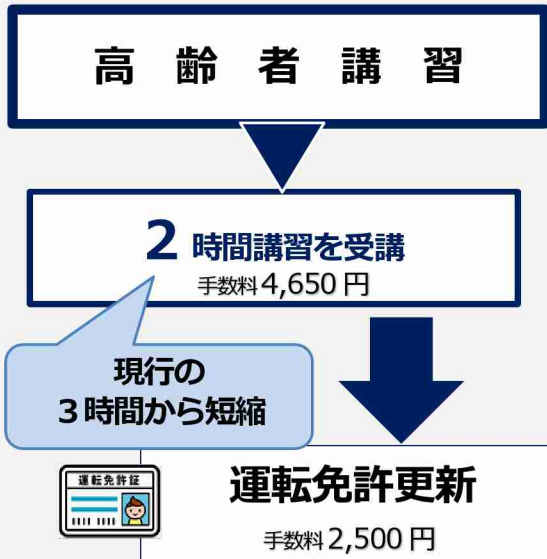 高齢者講習
2時間講習を受講
手数料4,650円
現行の
3時間から短縮
運転免許証
運転免許更新
手数料2,500円